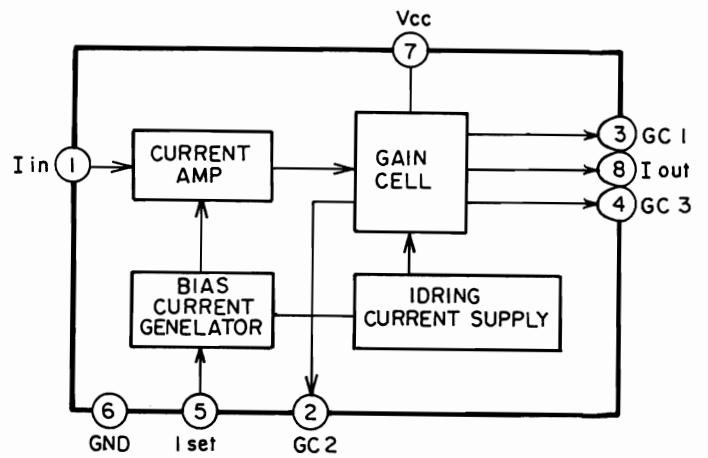 Vcc
7
I in
1
CURRENT
AMP
GAIN
CELL
3
GC 1
8
I out
4
GC 3
BIAS
CURRENT
GENELATOR
IDRING
CURRENT SUPPLY
6
GND
5
I set
2
GC 2